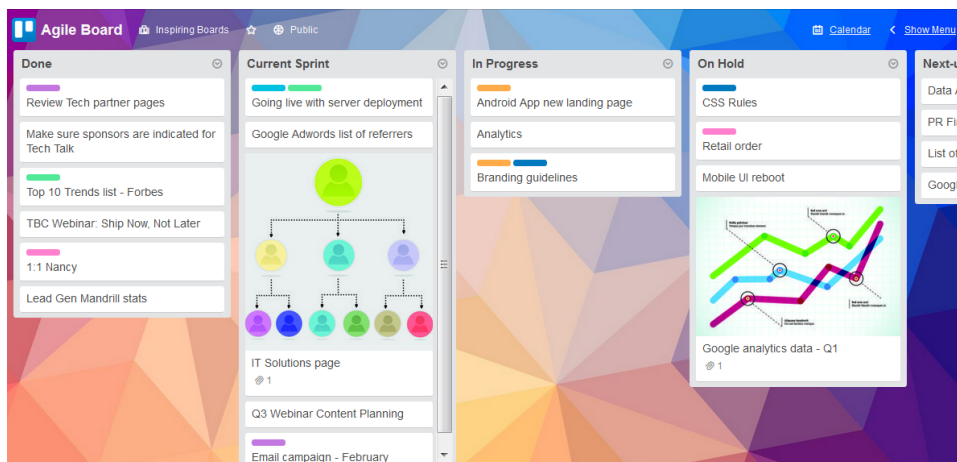 Agile Board
Inspiring Boards
Public
Calendar
Show Menu
Done
Review Tech partner pages
Make sure sponsors are indicated for
Tech Talk
Top 10 Trends list - Forbes
TBC Webinar: Ship Now, Not Later
1:1 Nancy
Lead Gen Mandrill stats
Current Sprint
Going live with server deployment
Google Adwords list of referrers
IT Solutions page
1
Q3 Webinar Content Planning
Email campaign - February
In Progress
Android App new landing page
Analytics
Branding guidelines
On Hold
CSS Rules
Retail order
Mobile UI reboot
Google analytics data - Q1
1
Next-u
Data
PR Fi
List of
Googl